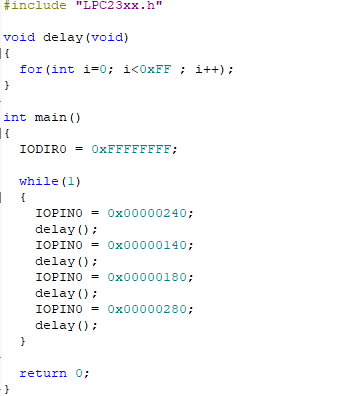 #include "LPC23xx.h"
void delay(void)
{
for(int i=0; i<0xFF ; i++);
}
int main()
{
IODIR0 = 0xFFFFFFFF;
while(1)
{
IOPIN0 = 0x00000240;
delay();
IOPIN0 = 0x00000140;
delay();
IOPIN0 = 0x00000180;
delay();
IOPIN0 = 0x00000280;
delay();
}
return 0;
}